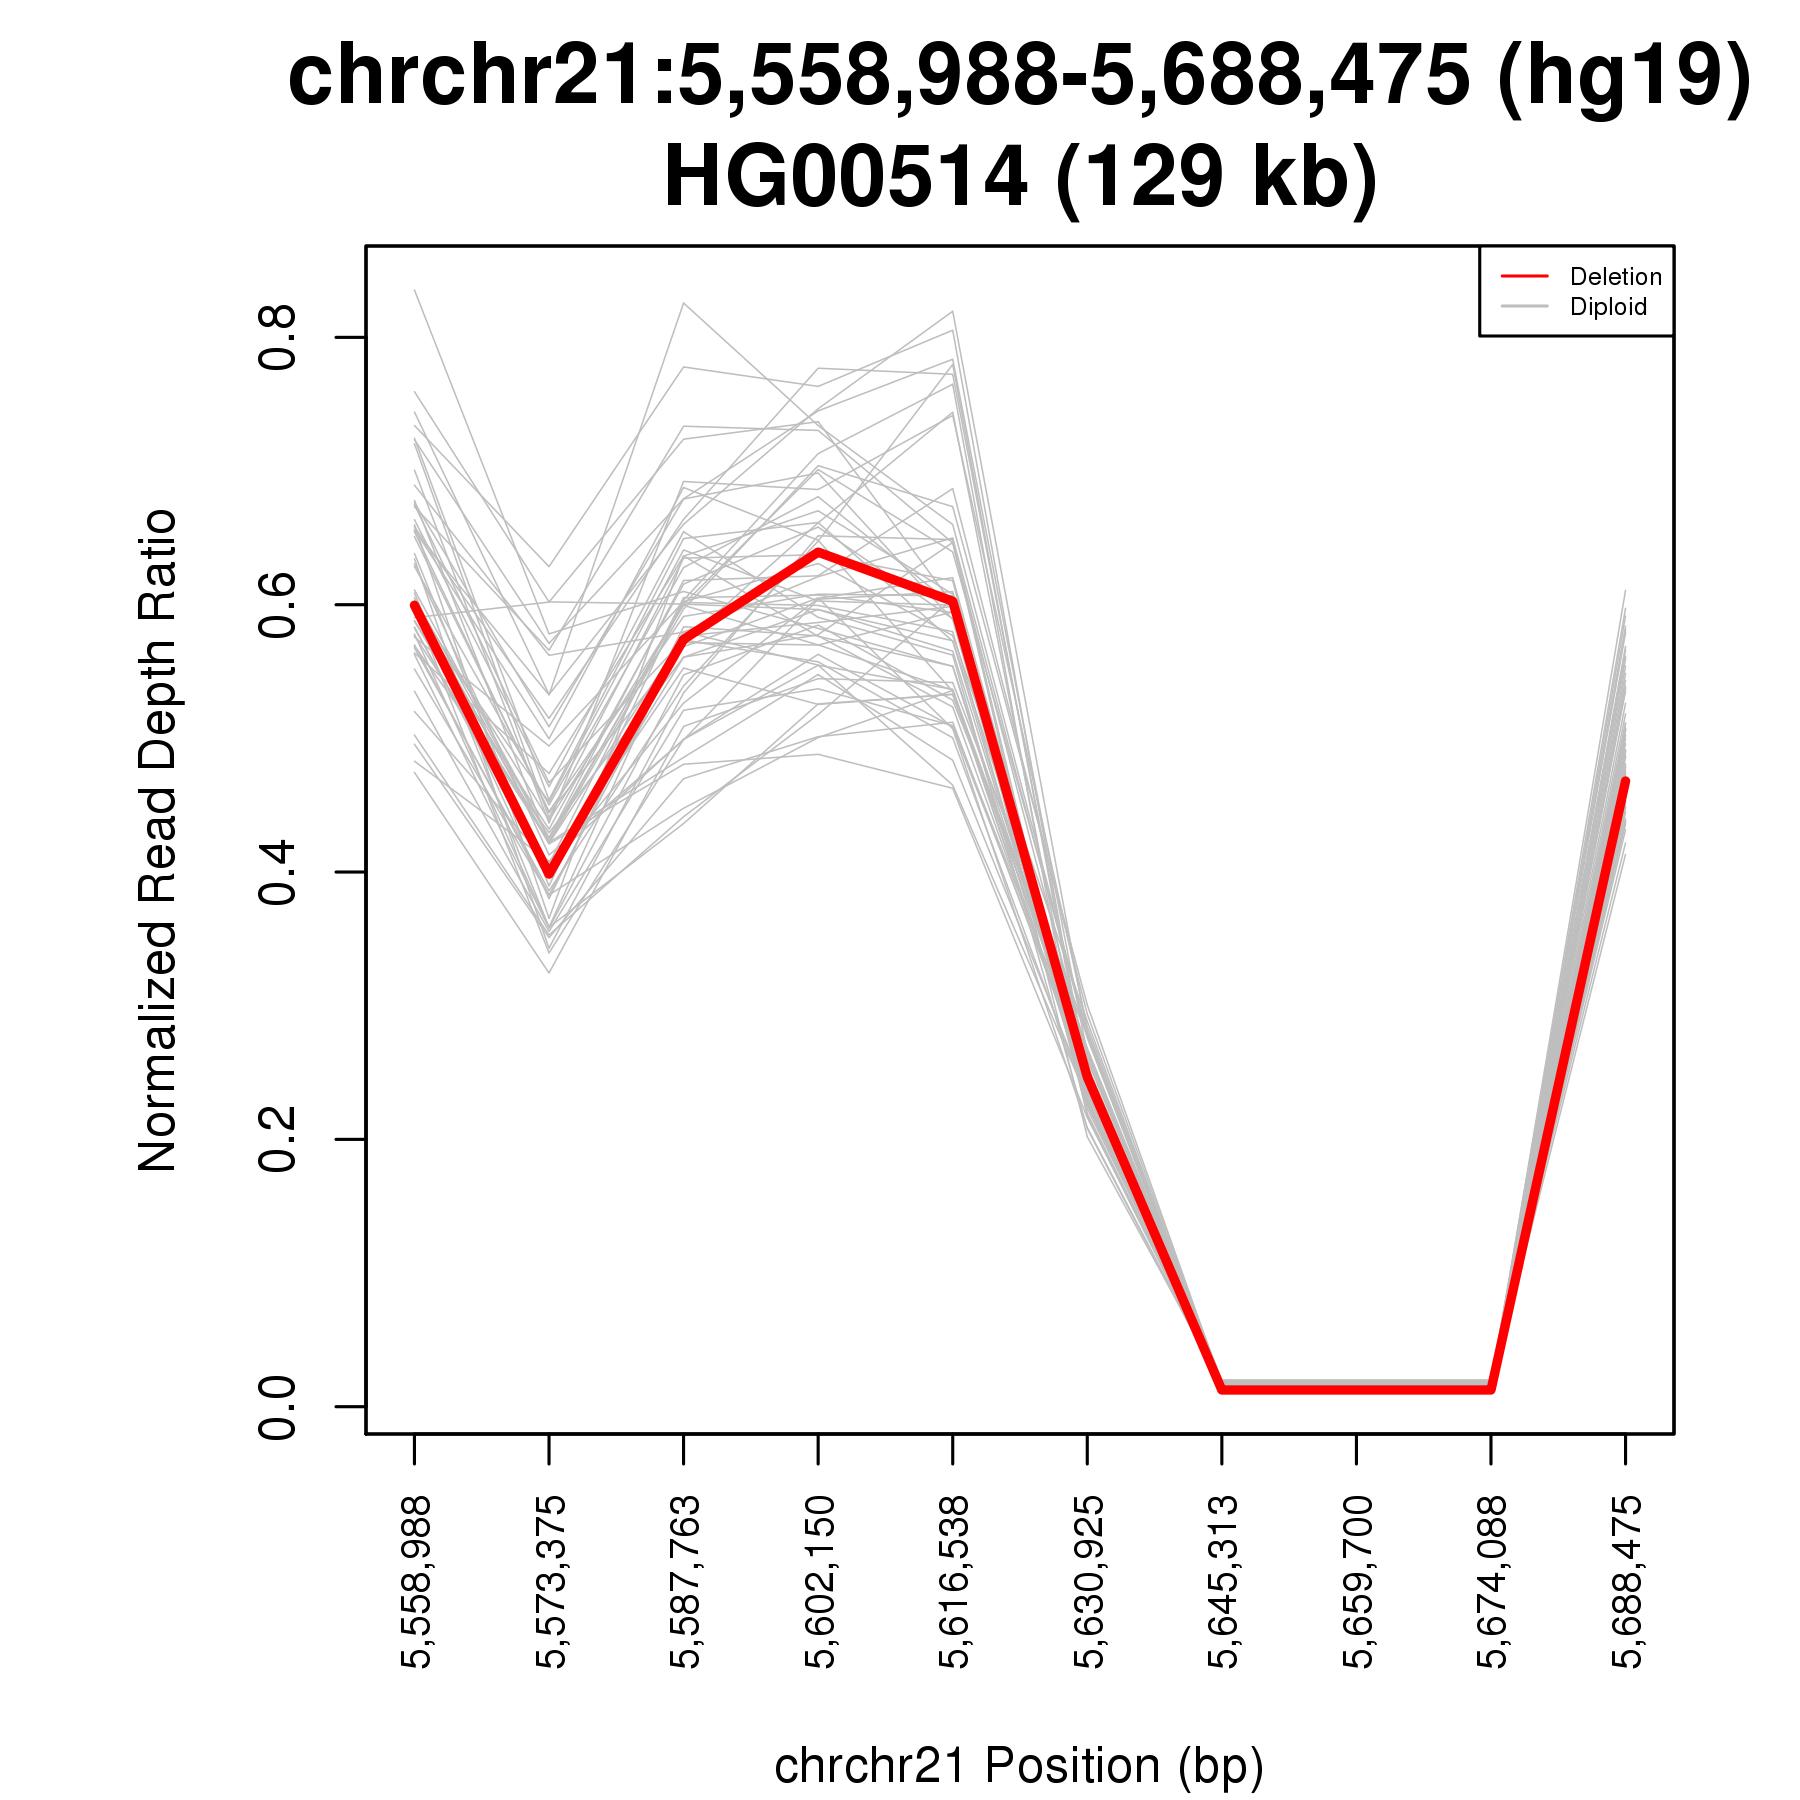 chrchr21:5,558,988-5,688,475 (hg19)
HG00514 (129 kb)
Deletion
Diploid
Normalized Read Depth Ratio
0.8
0.6
0.4
0.2
0.0
5,558,988
5,573,375
5,587,763
5,602,150
5,616,538
5,630,925
5,645,313
5,659,700
5,674,088
5,688,475
chrchr21 Position (bp)